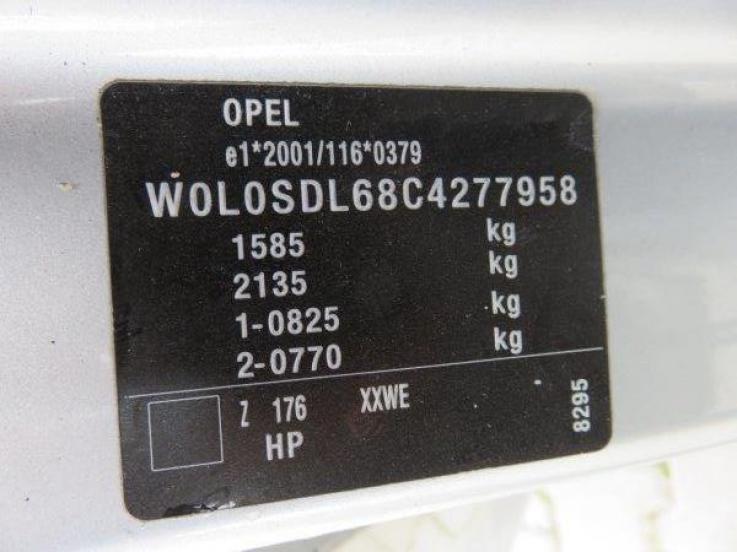 OPEL
e1*2001/116*0379
W0L0SDL68C4277958
1585 kg
2135 kg
1-0825 kg
2-0770 kg
Z 176 XXWE
HP
8295